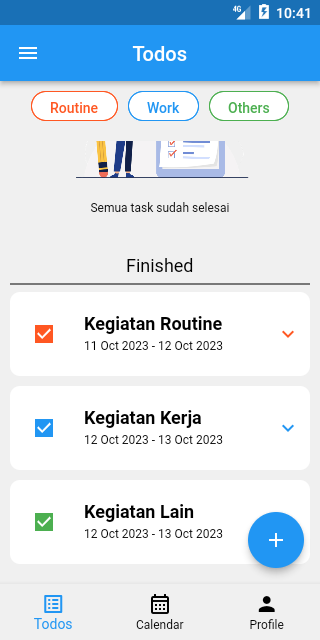 4G 10:41
Todos
Routine Work Others
Semua task sudah selesai
Finished
Kegiatan Routine
11 Oct 2023 - 12 Oct 2023
Kegiatan Kerja
12 Oct 2023 - 13 Oct 2023
Kegiatan Lain
12 Oct 2023 - 13 Oct 2023
Todos Calendar Profile